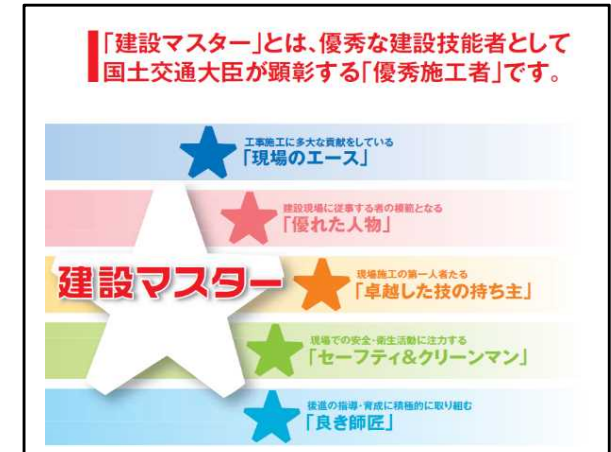 「建設マスター」とは、優秀な建設技能者として
国土交通大臣が顕彰する「優秀施工者」です。
工事施工に多大な貢献をしている
「現場のエース」
建設現場に従事する者の模範となる
「優れた人物」
建設マスター
現場施工の第一人者たる
「卓越した技の持ち主」
現場での安全・衛生活動に注力する
「セーフティ&クリーンマン」
後進の指導・育成に積極的に取り組む
「良き師匠」